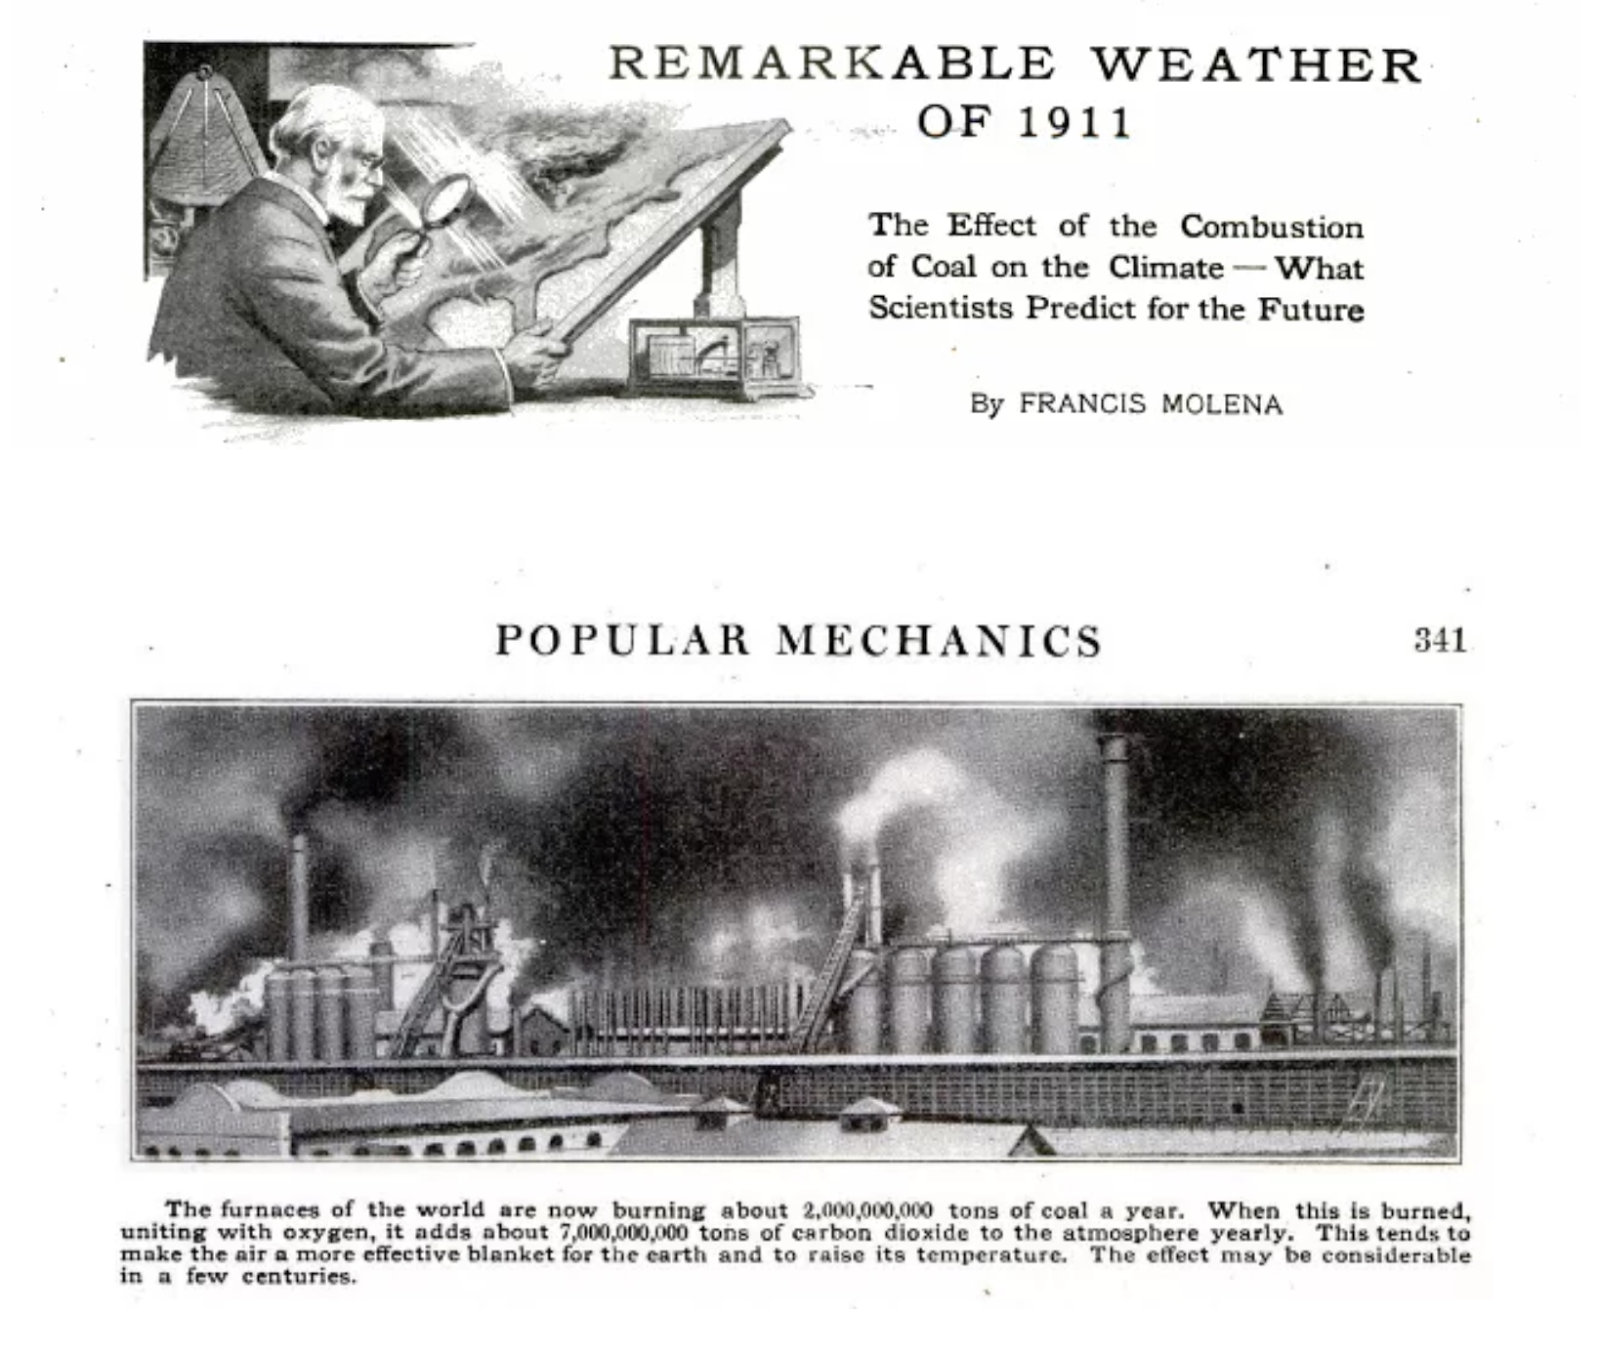 REMARKABLE WEATHER
OF 1911
The Effect of the Combustion
of Coal on the Climate — What
Scientists Predict for the Future
By FRANCIS MOLENA
POPULAR MECHANICS 341
The furnaces of the world are now burning about 2,000,000,000 tons of coal a year. When this is burned,
uniting with oxygen, it adds about 7,000,000,000 tons of carbon dioxide to the atmosphere yearly. This tends to
make the air a more effective blanket for the earth and to raise its temperature. The effect may be considerable
in a few centuries.